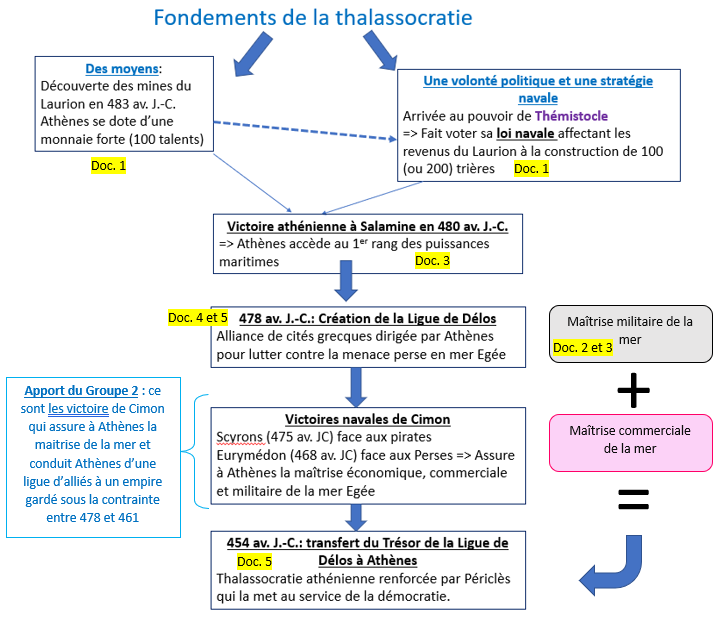 Fondements de la thalassocratie
Des moyens:
Découverte des mines du
Laurion en 483 av. J.-C.
Athènes se dote d'une
monnaie forte (100 talents)
Doc. 1
Une volonté politique et une stratégie
navale
Arrivée au pouvoir de Thémistocle
=> Fait voter sa loi navale affectant les
revenus du Laurion à la construction de 100
(ou 200) trières Doc. 1
Victoire athénienne à Salamine en 480 av. J.-C.
=> Athènes accède au 1er rang des puissances
maritimes Doc. 3
Doc. 4 et 5
478 av. J.-C.: Création de la Ligue de Délos
Alliance de cités grecques dirigée par Athènes
pour lutter contre la menace perse en mer Egée
Maîtrise militaire de la
mer
Doc. 2 et 3
+
Maîtrise commerciale
de la mer
=
Apport du Groupe 2 : ce
sont les victoire de Cimon
qui assure à Athènes la
maitrise de la mer et
conduit Athènes d'une
ligue d'alliés à un empire
gardé sous la contrainte
entre 478 et 461
Victoires navales de Cimon
Scyrons (475 av. JC) face aux pirates
Eurymédon (468 av. JC) face aux Perses => Assure
à Athènes la maîtrise économique, commerciale
et militaire de la mer Egée
454 av. J.-C.: transfert du Trésor de la Ligue de
Délos à Athènes
Doc. 5
Thalassocratie athénienne renforcée par Périclès
qui la met au service de la démocratie.